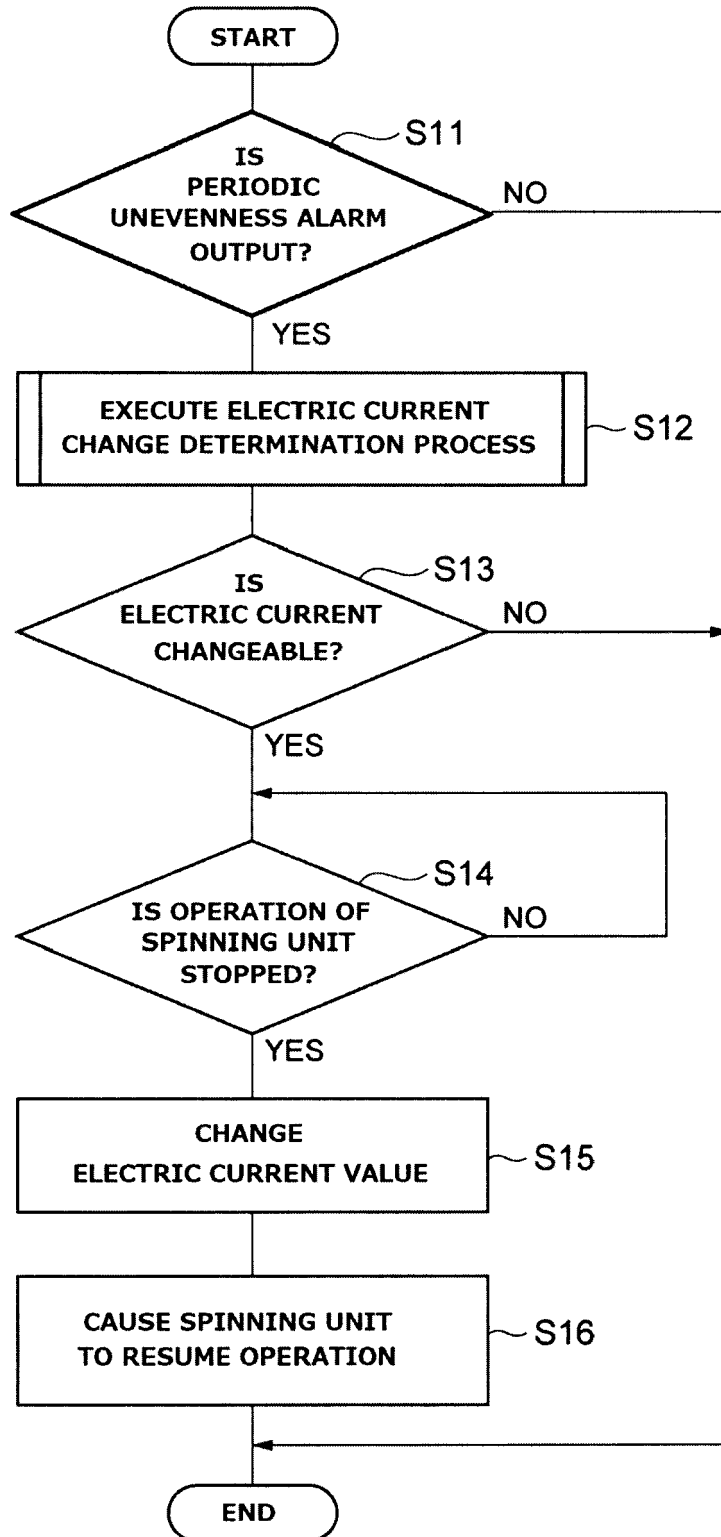 START
S11
IS
PERIODIC
UNEVENNESS ALARM
OUTPUT?
NO
YES
EXECUTE ELECTRIC CURRENT
CHANGE DETERMINATION PROCESS
S12
S13
IS
ELECTRIC CURRENT
CHANGEABLE?
NO
YES
S14
IS OPERATION OF
SPINNING UNIT
STOPPED?
NO
YES
CHANGE
ELECTRIC CURRENT VALUE
S15
CAUSE SPINNING UNIT
TO RESUME OPERATION
S16
END